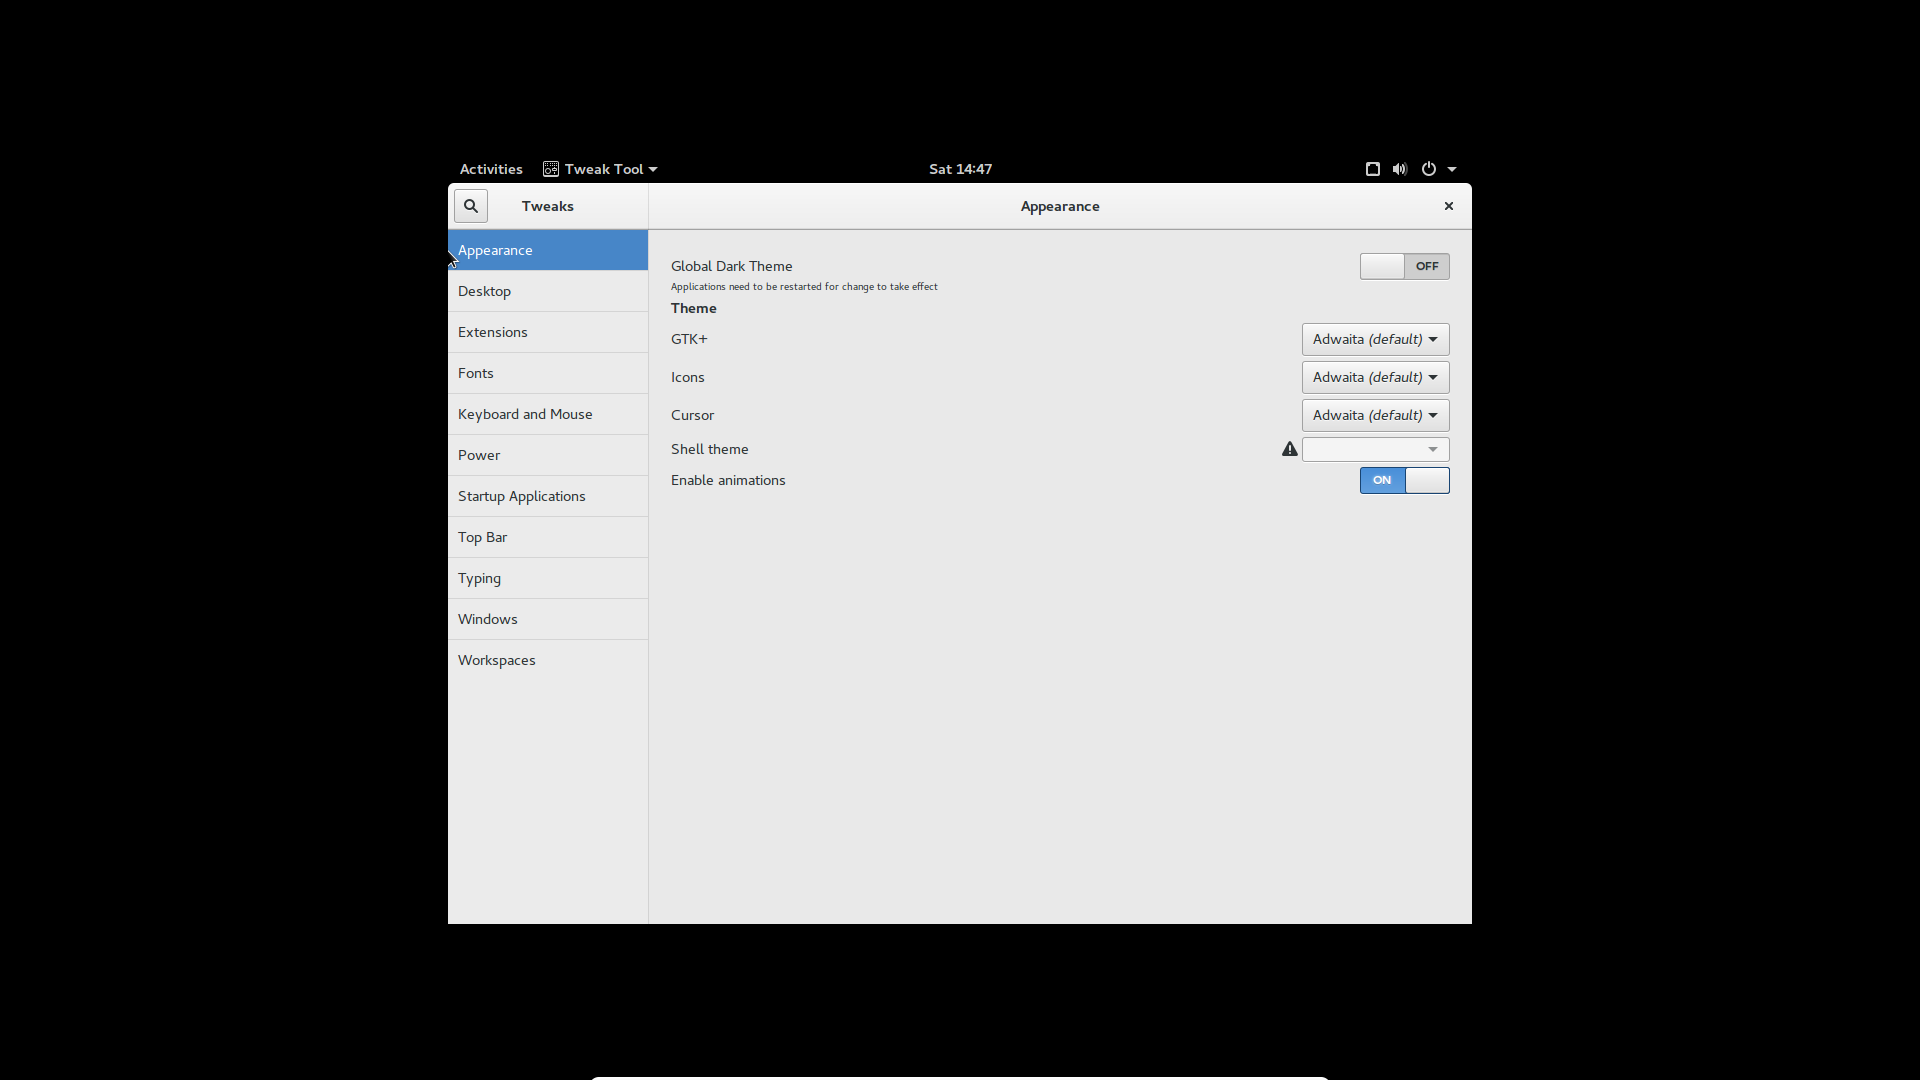 Activities Tweak Tool Sat 14:47
Tweaks Appearance
Appearance
Desktop
Extensions
Fonts
Keyboard and Mouse
Power
Startup Applications
Top Bar
Typing
Windows
Workspaces
Global Dark Theme OFF
Applications need to be restarted for change to take effect
Theme
GTK+ Adwaita (default)
Icons Adwaita (default)
Cursor Adwaita (default)
Shell theme
Enable animations ON